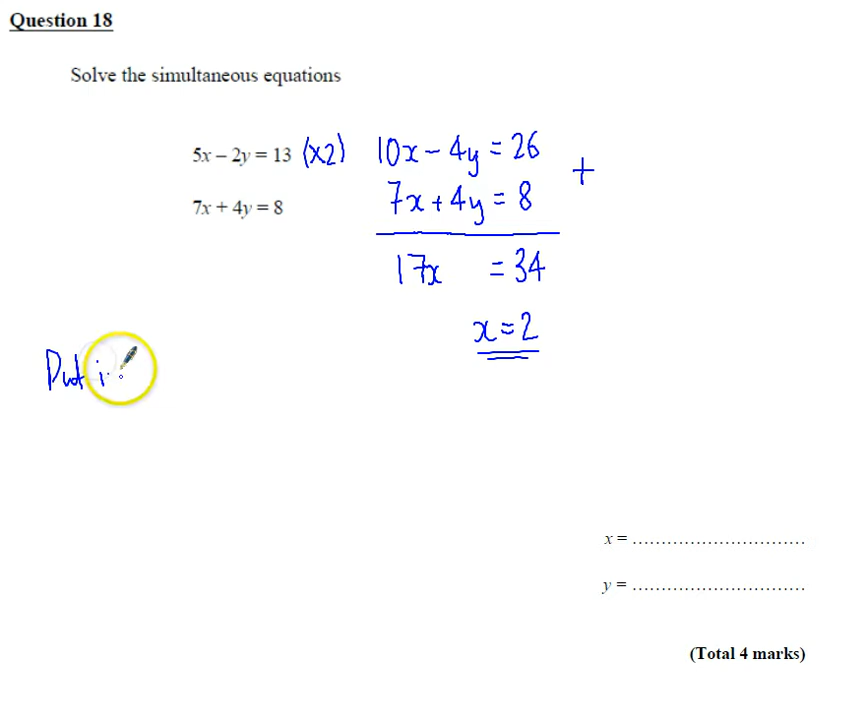 Question 18
Solve the simultaneous equations
5x – 2y = 13 (×2) 10x – 4y = 26
+
7x + 4y = 8 7x + 4y = 8
17x = 34
x = 2
Put i
x = ..............................
y = ..............................
(Total 4 marks)